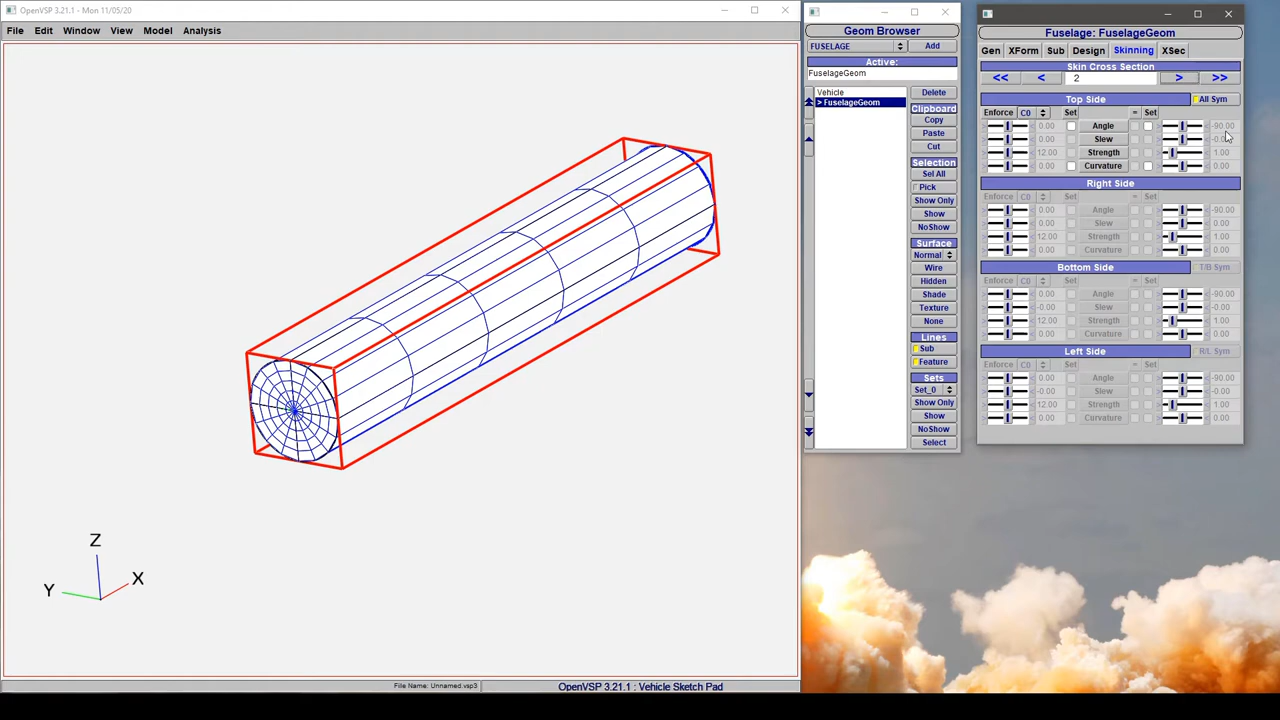 OpenVSP 3.21.1 - Mon 11/05/20
File Edit Window View Model Analysis
Z
Y
X
File Name: Unnamed.vsp3
OpenVSP 3.21.1 : Vehicle Sketch Pad
Geom Browser
FUSELAGE Add
Active:
FuselageGeom
Vehicle
> FuselageGeom
Delete
Clipboard
Copy
Paste
Cut
Selection
Sel All
Pick
Show Only
Show
NoShow
Surface
Normal
Wire
Hidden
Shade
Texture
None
Lines
Sub
Feature
Sets
Set_0
Show Only
Show
NoShow
Select
Fuselage: FuselageGeom
Gen XForm Sub Design Skinning XSec
Skin Cross Section
<< < 2 > >>
Top Side All Sym
Enforce C0 Set = Set
> < 0.00 Angle > < -90.00
> < 0.00 Slew > < -0.00
> < 12.00 Strength > < 1.00
> < 0.00 Curvature > < 0.00
Right Side
Enforce C0 Set = Set
> < 0.00 Angle > < -90.00
> < 0.00 Slew > < 0.00
> < 12.00 Strength > < 1.00
> < 0.00 Curvature > < 0.00
Bottom Side T/B Sym
Enforce C0 Set = Set
> < 0.00 Angle > < -90.00
> < -0.00 Slew > < -0.00
> < 12.00 Strength > < 1.00
> < 0.00 Curvature > < 0.00
Left Side R/L Sym
Enforce C0 Set = Set
> < 0.00 Angle > < -90.00
> < -0.00 Slew > < 0.00
> < 12.00 Strength > < 1.00
> < 0.00 Curvature > < 0.00